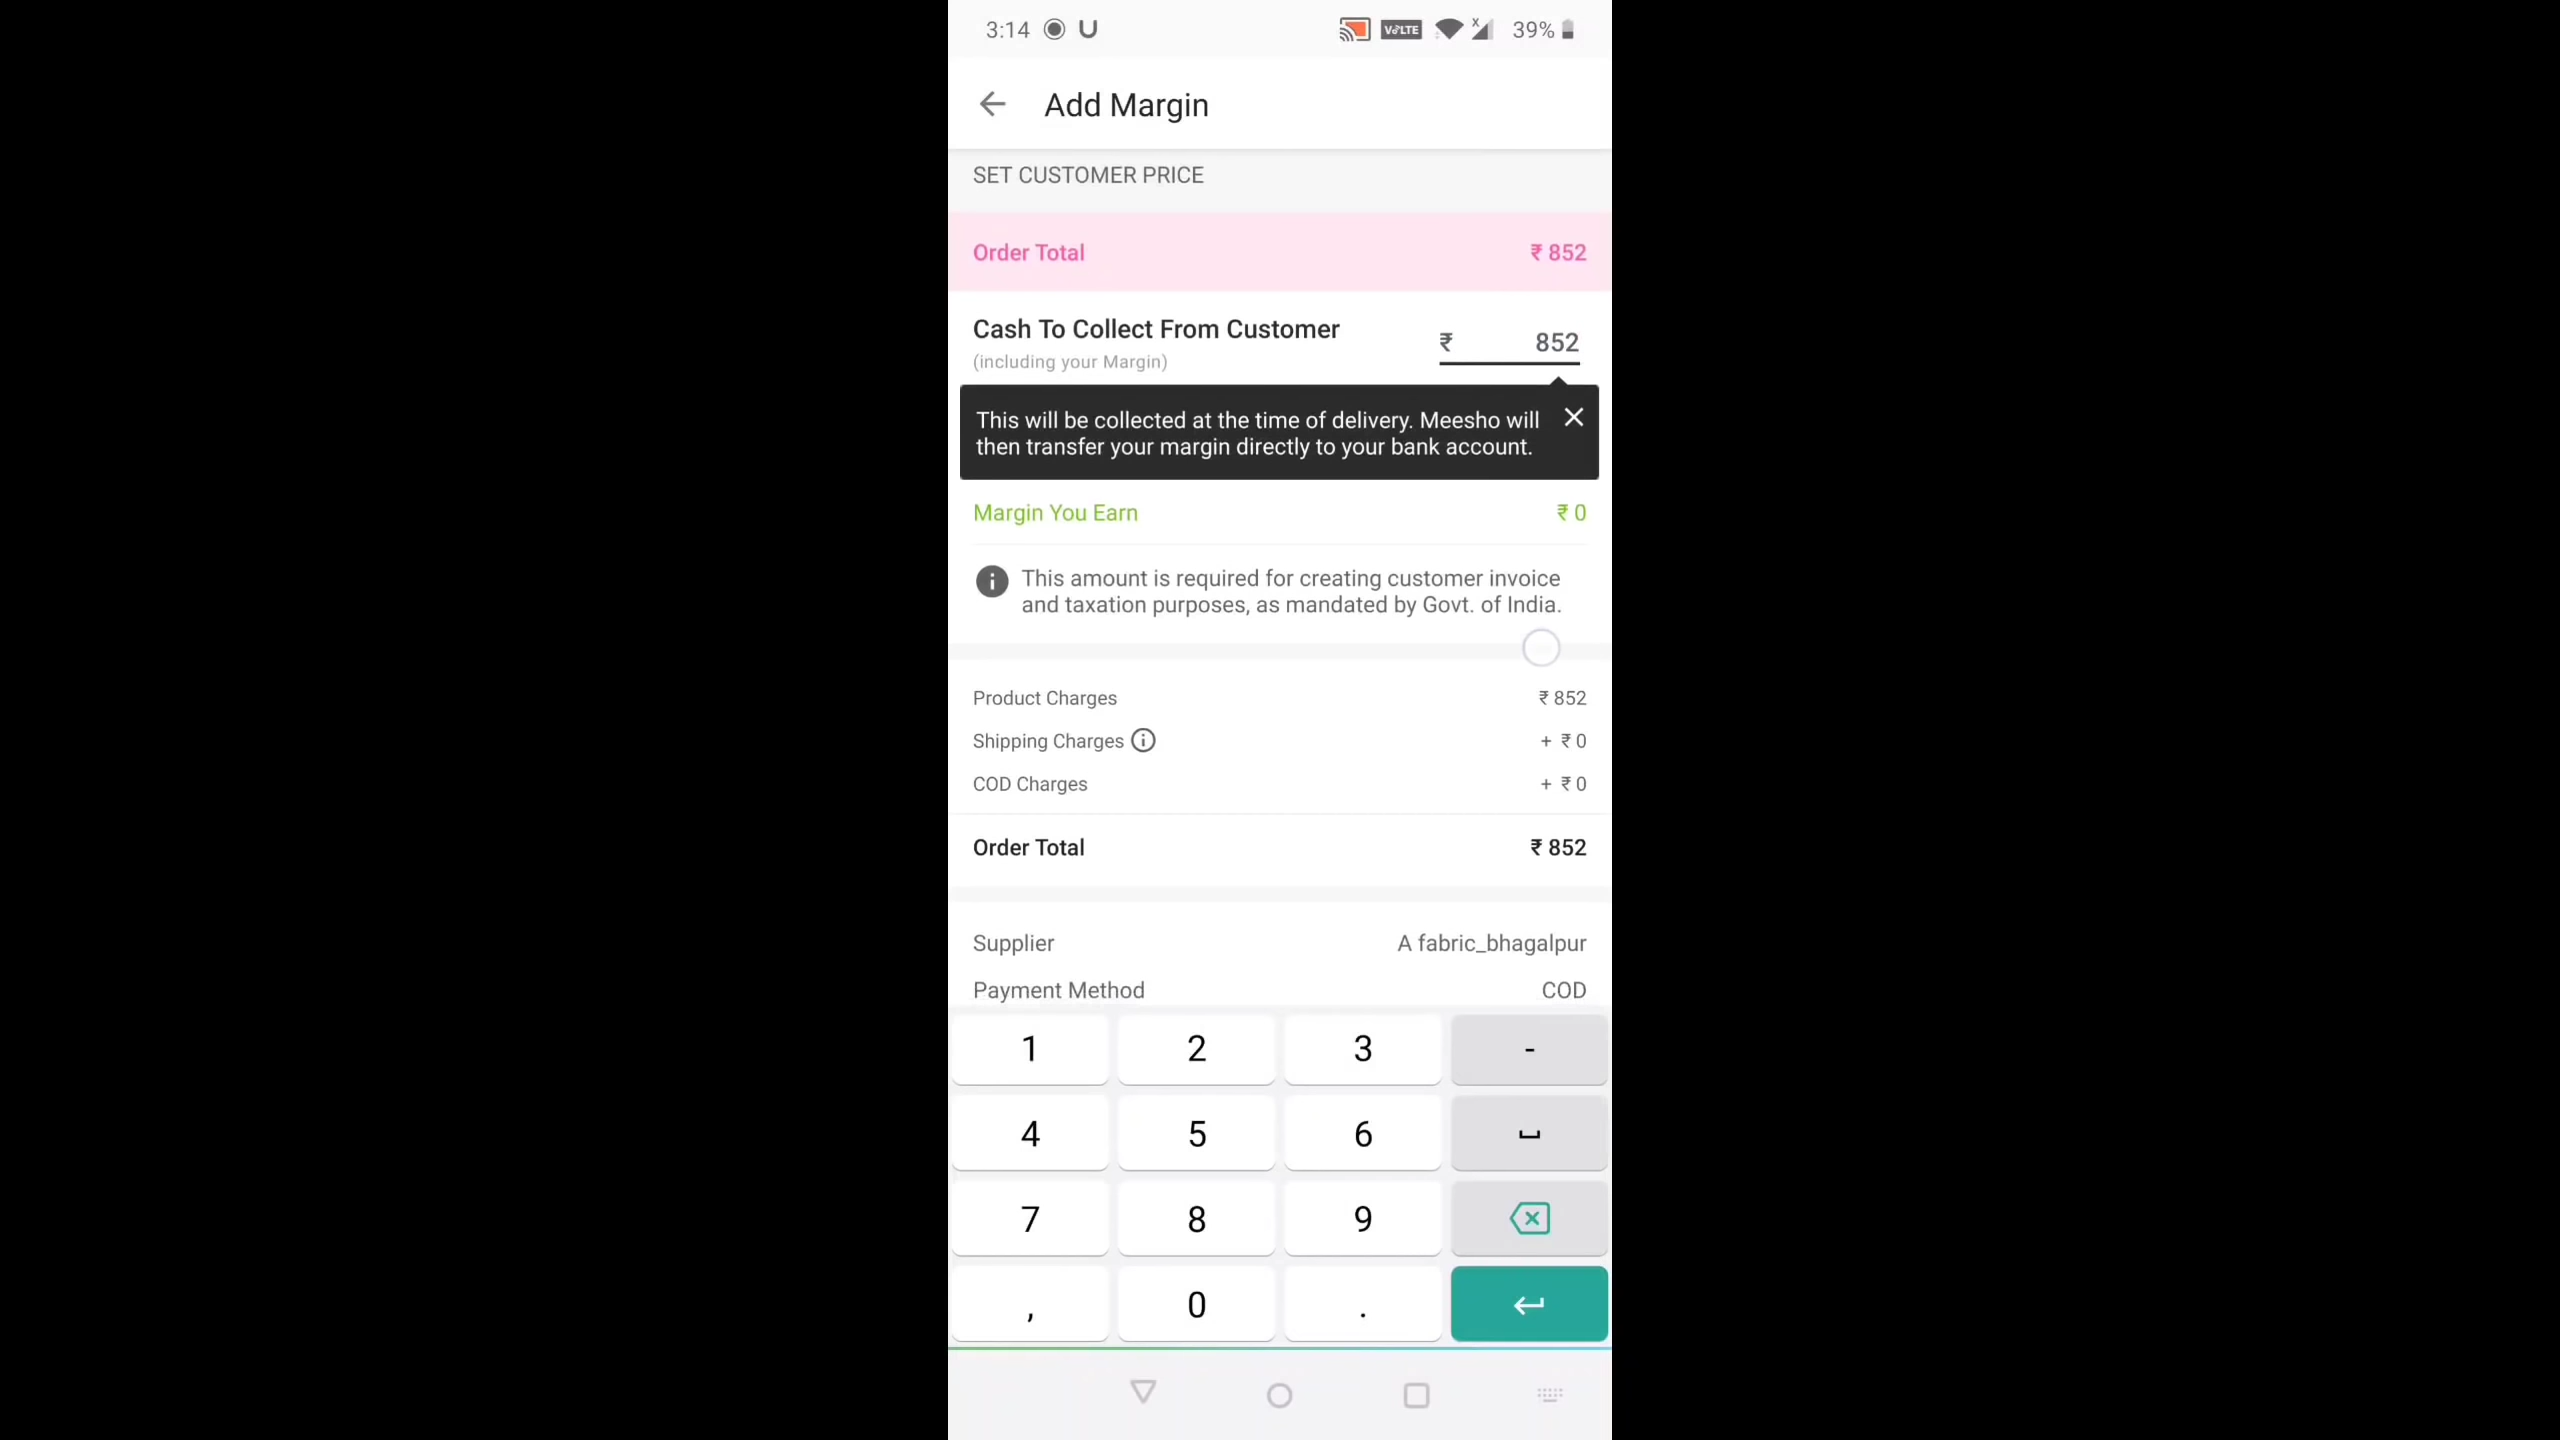 3:14 VoLTE X 39%
Add Margin
SET CUSTOMER PRICE
Order Total ₹ 852
Cash To Collect From Customer ₹ 852
(including your Margin)
This will be collected at the time of delivery. Meesho will
then transfer your margin directly to your bank account.
Margin You Earn ₹ 0
This amount is required for creating customer invoice
and taxation purposes, as mandated by Govt. of India.
Product Charges ₹ 852
Shipping Charges + ₹ 0
COD Charges + ₹ 0
Order Total ₹ 852
Supplier A fabric_bhagalpur
Payment Method COD
1 2 3 -
4 5 6
7 8 9
, 0 .